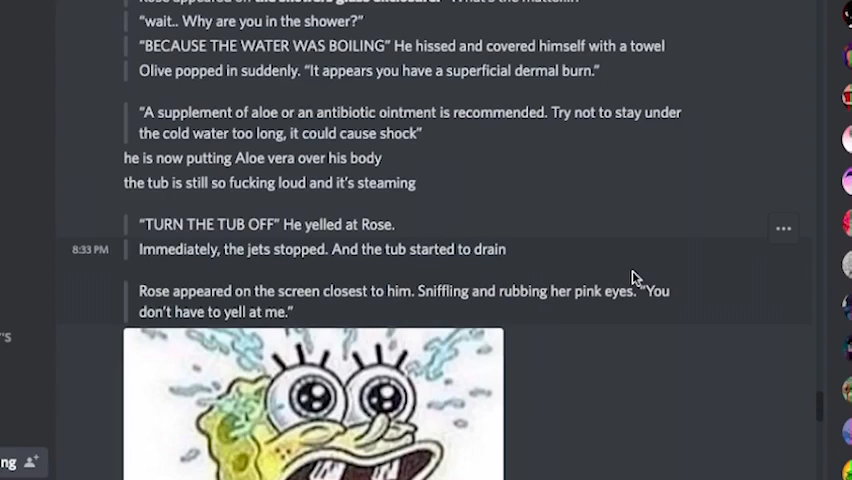 “wait.. Why are you in the shower?”
“BECAUSE THE WATER WAS BOILING” He hissed and covered himself with a towel
Olive popped in suddenly. “It appears you have a superficial dermal burn.”
“A supplement of aloe or an antibiotic ointment is recommended. Try not to stay under
the cold water too long, it could cause shock”
he is now putting Aloe vera over his body
the tub is still so fucking loud and it’s steaming
“TURN THE TUB OFF” He yelled at Rose.
8:33 PM Immediately, the jets stopped. And the tub started to drain
Rose appeared on the screen closest to him. Sniffling and rubbing her pink eyes. “You
don’t have to yell at me.”
'S
ng